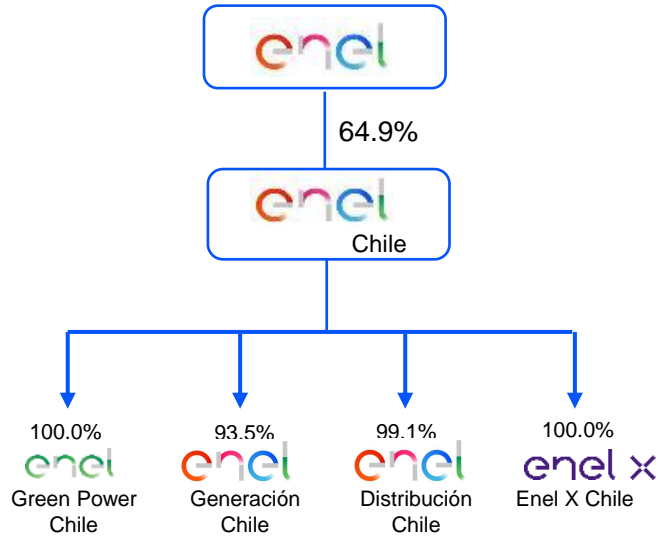 enel
64.9%
enel
Chile
100.0%
93.5%
99.1%
100.0%
enel
enel
enel
enel x
Green Power
Chile
Generación
Chile
Distribución
Chile
Enel X Chile